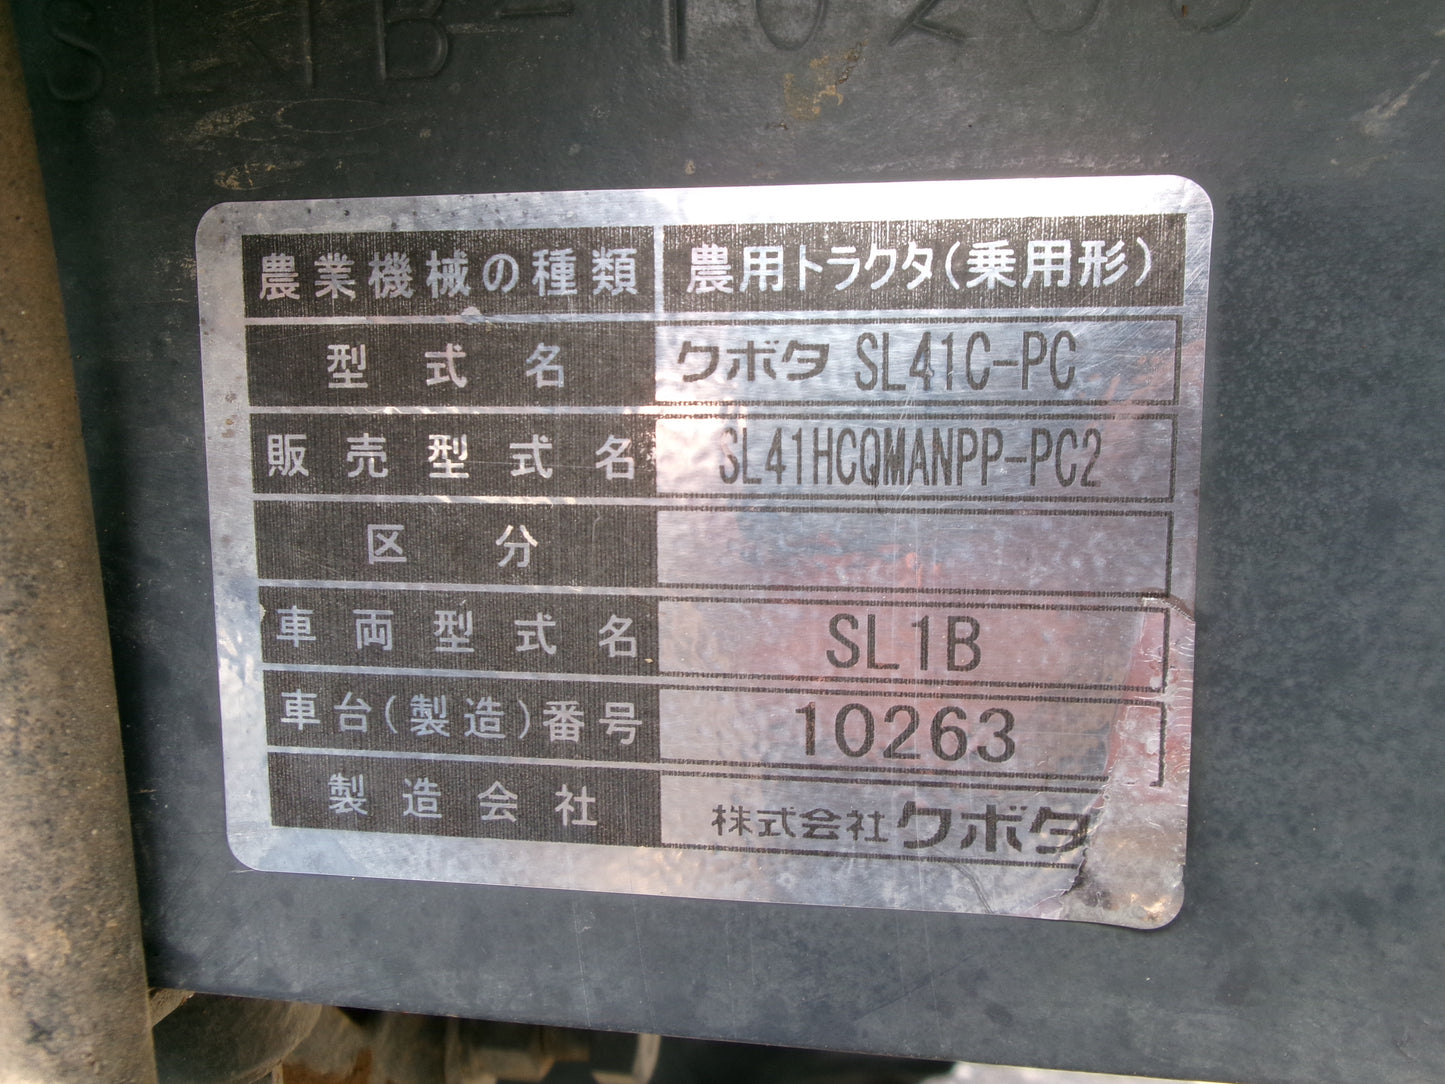 農業機械の種類 農用トラクタ(乗用形)
型式名 クボタ SL41C-PC
販売型式名 SL41HCQMANPP-PC2
区分
車両型式名 SL1B
車台(製造)番号 10263
製造会社 株式会社クボタ